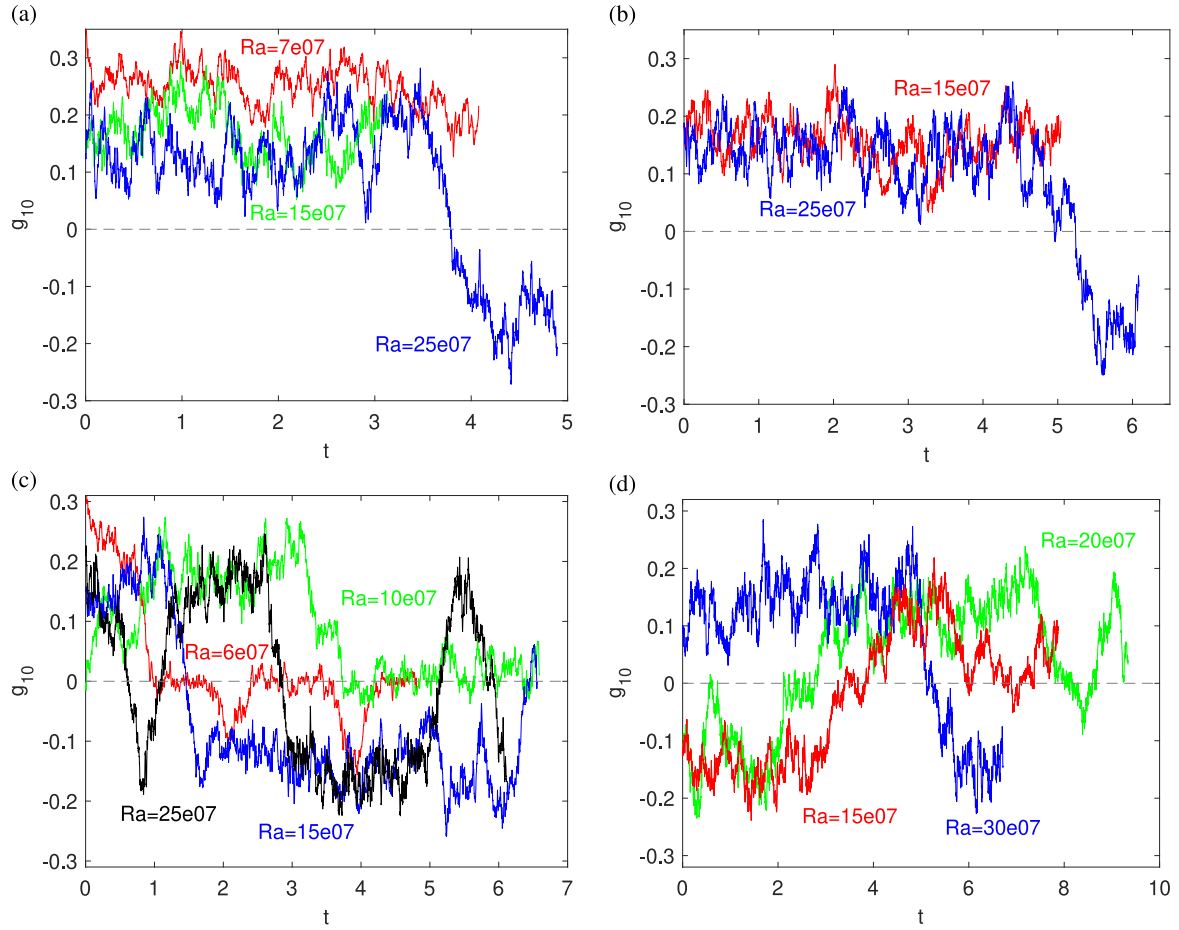 (a)
0.3
0.2
0.1
0
-0.1
-0.2
-0.3
g10
0 1 2 3 4 5
t
Ra=7e07
Ra=15e07
Ra=25e07
(b)
0.3
0.2
0.1
0
-0.1
-0.2
-0.3
g10
0 1 2 3 4 5 6
t
Ra=15e07
Ra=25e07
(c)
0.3
0.2
0.1
0
-0.1
-0.2
-0.3
g10
0 1 2 3 4 5 6 7
t
Ra=10e07
Ra=6e07
Ra=25e07
Ra=15e07
(d)
0.3
0.2
0.1
0
-0.1
-0.2
-0.3
g10
0 2 4 6 8 10
t
Ra=20e07
Ra=15e07
Ra=30e07